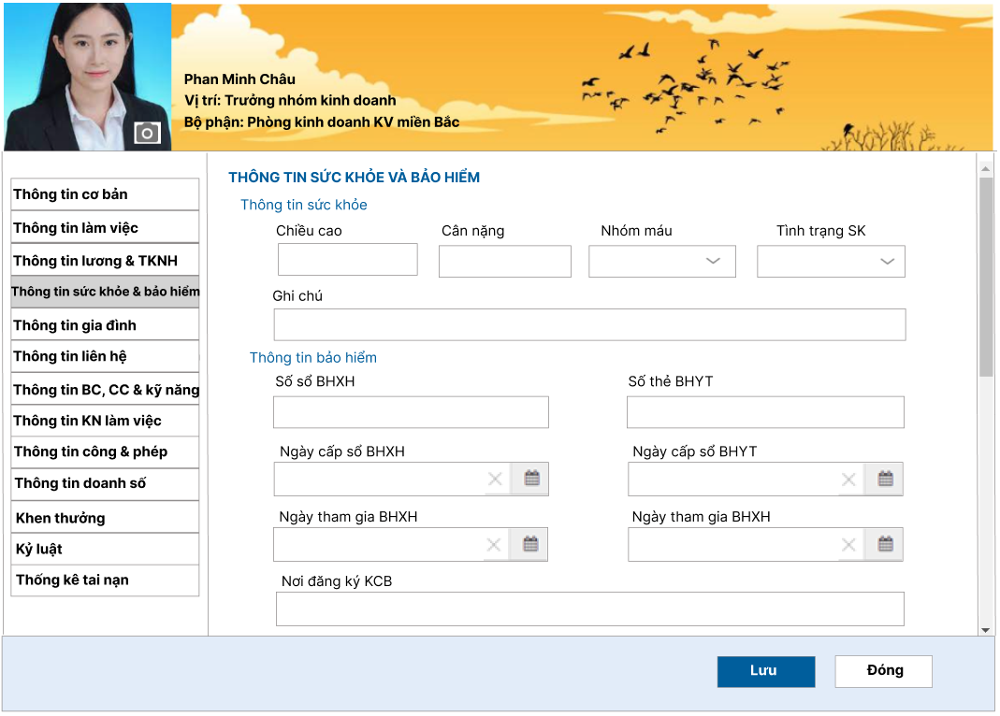 Phan Minh Châu
Vị trí: Trưởng nhóm kinh doanh
Bộ phận: Phòng kinh doanh KV miền Bắc
Thông tin cơ bản
Thông tin làm việc
Thông tin lương & TKNH
Thông tin sức khỏe & bảo hiểm
Thông tin gia đình
Thông tin liên hệ
Thông tin BC, CC & kỹ năng
Thông tin KN làm việc
Thông tin công & phép
Thông tin doanh số
Khen thưởng
Kỷ luật
Thống kê tai nạn
THÔNG TIN SỨC KHỎE VÀ BẢO HIỂM
Thông tin sức khỏe
Chiều cao Cân nặng Nhóm máu Tình trạng SK
Ghi chú
Thông tin bảo hiểm
Số sổ BHXH Số thẻ BHYT
Ngày cấp sổ BHXH Ngày cấp sổ BHYT
Ngày tham gia BHXH Ngày tham gia BHXH
Nơi đăng ký KCB
Lưu Đóng